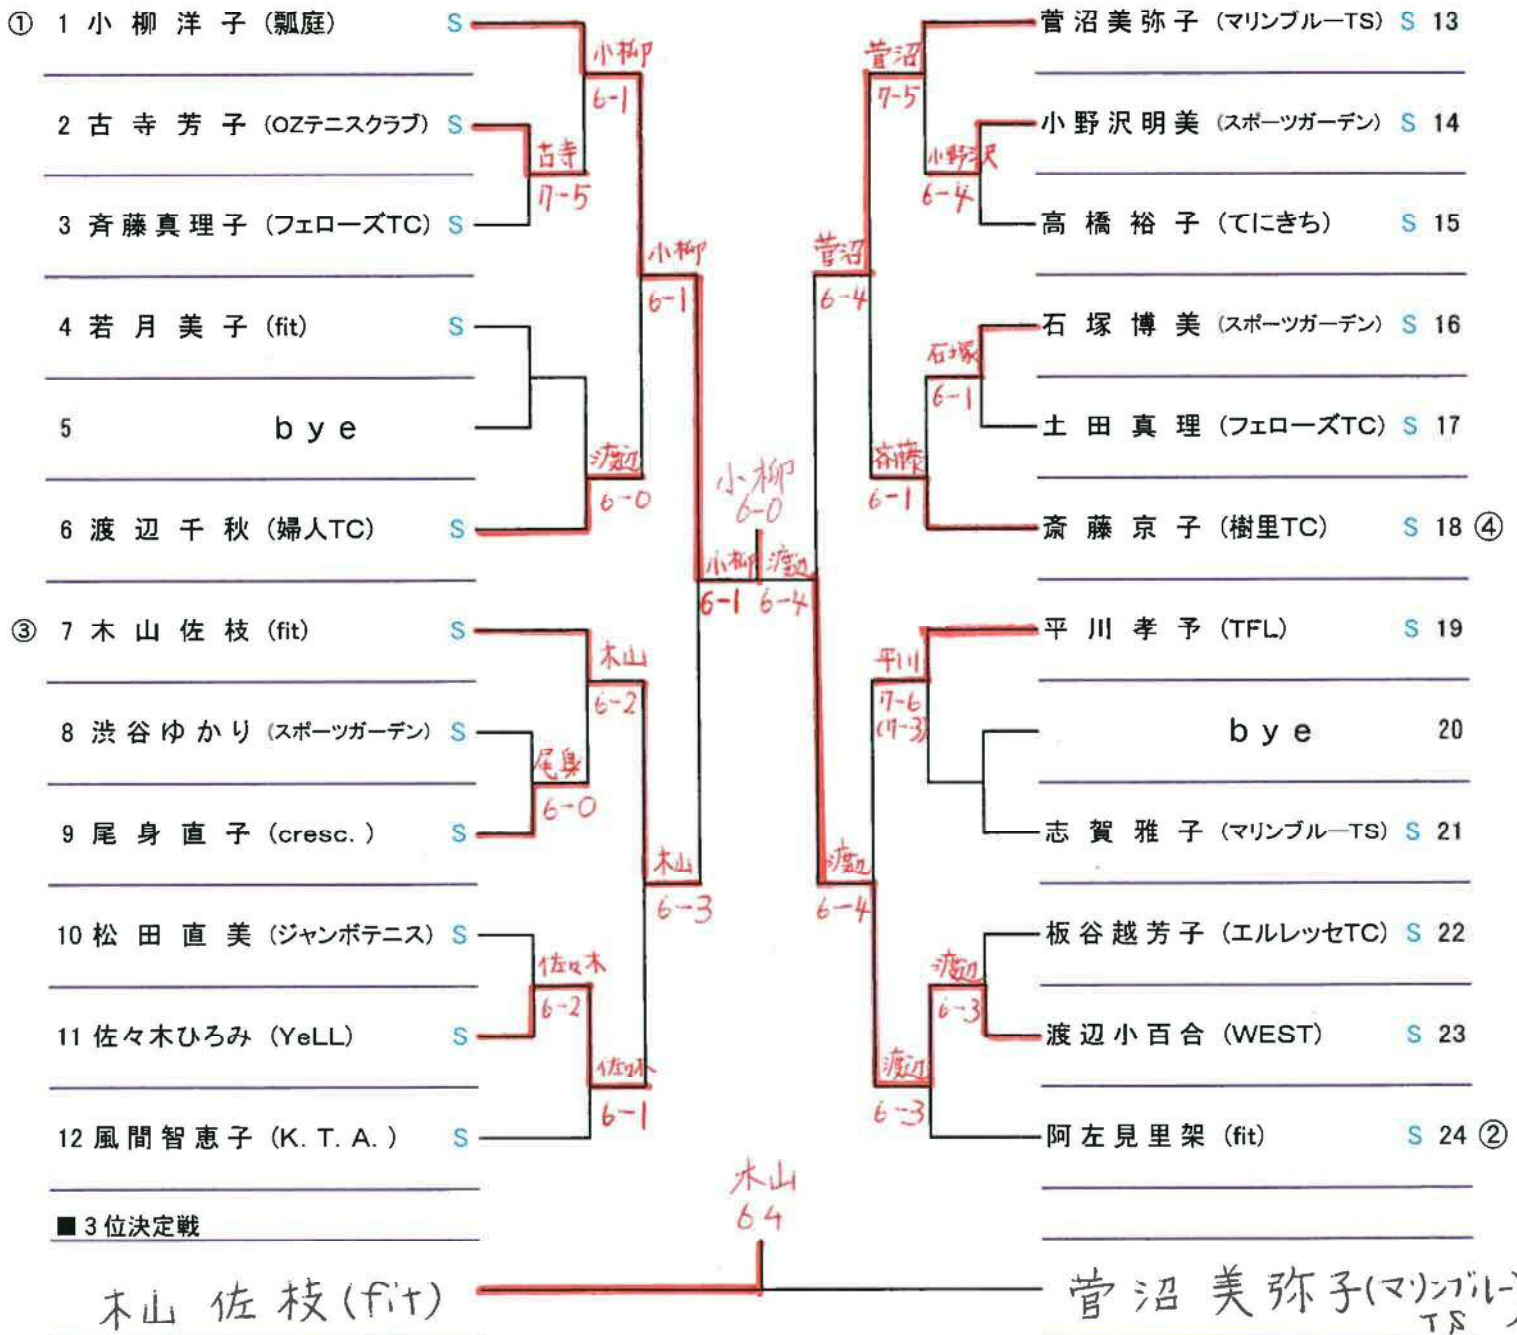 ① 1 小柳洋子 (瓢庭) S
小柳
6-1
2 古寺芳子 (OZテニスクラブ) S
古寺
7-5
3 斉藤真理子 (フェローズTC) S
小柳
6-1
4 若月美子 (fit) S
5 bye
渡辺
6-0
6 渡辺千秋 (婦人TC) S
小柳
6-1
③ 7 木山佐枝 (fit) S
木山
6-2
8 渋谷ゆかり (スポーツガーデン) S
尾身
6-0
9 尾身直子 (cresc.) S
木山
6-3
10 松田直美 (ジャンボテニス) S
佐々木
6-2
11 佐々木ひろみ (YeLL) S
佐々木
6-1
12 風間智恵子 (K.T.A.) S
小柳
6-0
菅沼美弥子 (マリンブルーTS) S 13
菅沼
7-5
小野沢明美 (スポーツガーデン) S 14
小野沢
6-4
高橋裕子 (てにきち) S 15
菅沼
6-4
石塚博美 (スポーツガーデン) S 16
石塚
6-1
土田真理 (フェローズTC) S 17
斎藤
6-1
斎藤京子 (樹里TC) S 18 ④
渡辺
6-4
平川孝予 (TFL) S 19
平川
7-6
(7-3)
bye 20
志賀雅子 (マリンブルーTS) S 21
渡辺
6-4
板谷越芳子 (エルレッセTC) S 22
渡辺
6-3
渡辺小百合 (WEST) S 23
渡辺
6-3
阿左見里架 (fit) S 24 ②
■3位決定戦
木山
64
木山 佐枝 (fit)
菅沼 美弥子 (マリンブルー
TS)